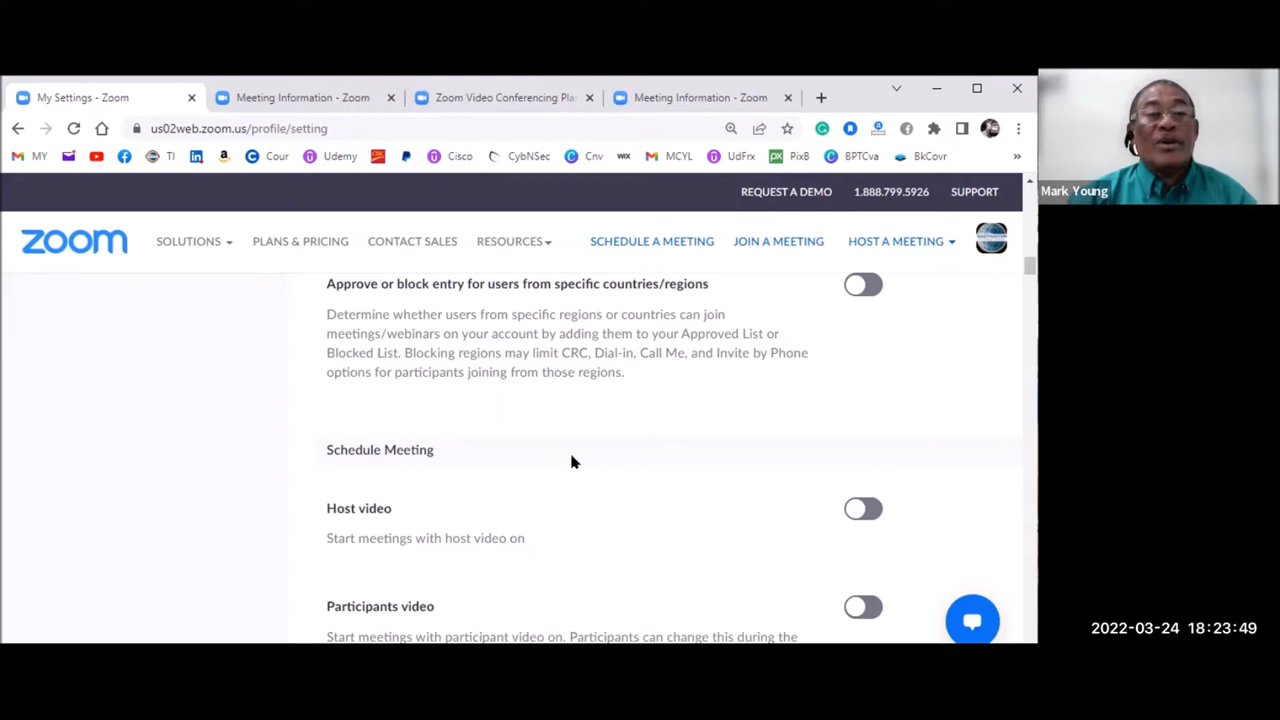 My Settings - Zoom
Meeting Information - Zoom
Zoom Video Conferencing Pla
Meeting Information - Zoom
us02web.zoom.us/profile/setting
MY
TI
Cour
Udemy
Cisco
CybNSec
Cnv
WIX
MCYL
UdFrx
px
PixB
BPTCva
BkCovr
Mark Young
REQUEST A DEMO
1.888.799.5926
SUPPORT
zoom
SOLUTIONS
PLANS & PRICING
CONTACT SALES
RESOURCES
SCHEDULE A MEETING
JOIN A MEETING
HOST A MEETING
Approve or block entry for users from specific countries/regions
Determine whether users from specific regions or countries can join
meetings/webinars on your account by adding them to your Approved List or
Blocked List. Blocking regions may limit CRC, Dial-in, Call Me, and Invite by Phone
options for participants joining from those regions.
Schedule Meeting
Host video
Start meetings with host video on
Participants video
Start meetings with participant video on. Participants can change this during the
2022-03-24 18:23:49